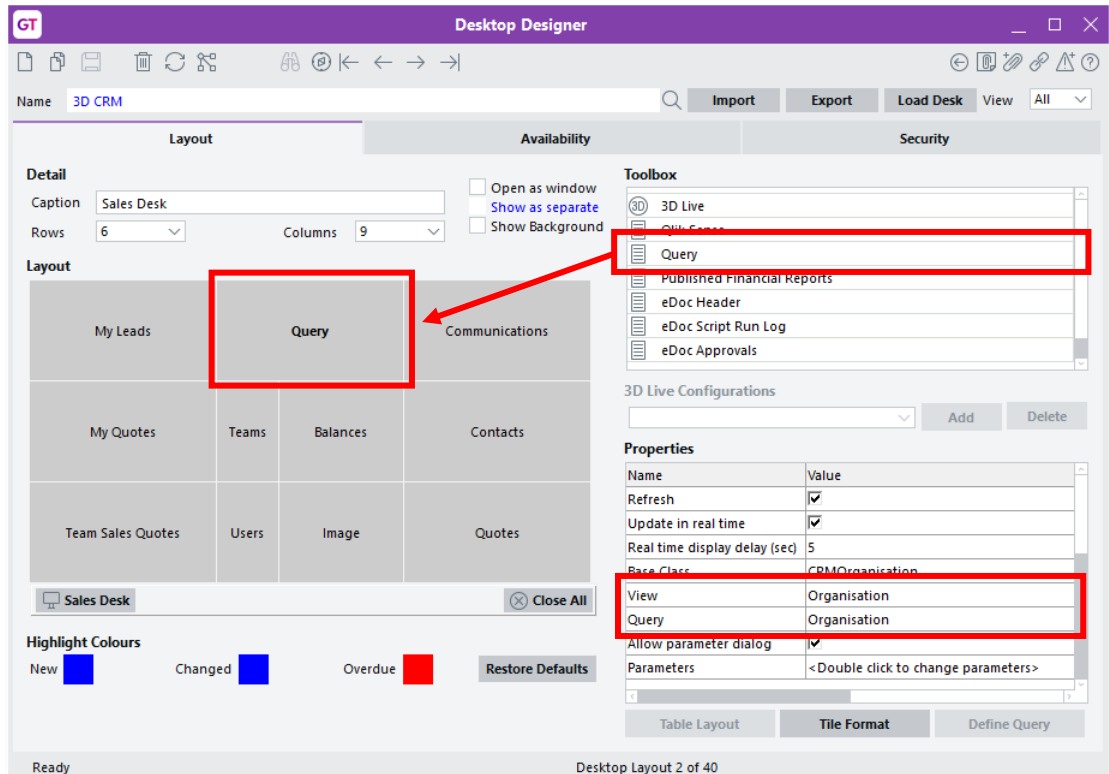 GT Desktop Designer
Name 3D CRM Import Export Load Desk View All
Layout Availability Security
Detail
Caption Sales Desk
Rows 6 Columns 9
Open as window
Show as separate
Show Background
Layout
My Leads Query Communications
My Quotes Teams Balances Contacts
Team Sales Quotes Users Image Quotes
Sales Desk Close All
Highlight Colours
New Changed Overdue Restore Defaults
Toolbox
3D 3D Live
Qlik Sense
Query
Published Financial Reports
eDoc Header
eDoc Script Run Log
eDoc Approvals
3D Live Configurations
Add Delete
Properties
Name Value
Refresh
Update in real time
Real time display delay (sec) 5
Base Class CRMOrganisation
View Organisation
Query Organisation
Allow parameter dialog
Parameters <Double click to change parameters>
Table Layout Tile Format Define Query
Ready Desktop Layout 2 of 40